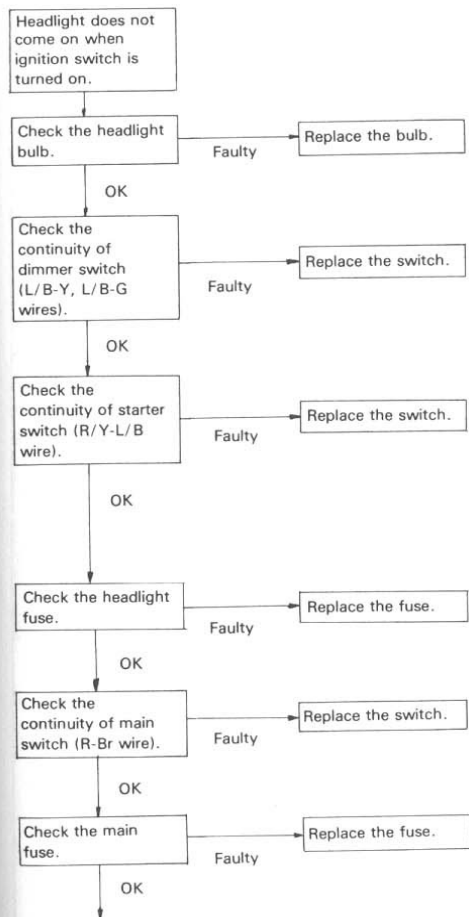 Headlight does not
come on when
ignition switch is
turned on.
Check the headlight
bulb.
Faulty
Replace the bulb.
OK
Check the
continuity of
dimmer switch
(L/B-Y, L/B-G
wires).
Faulty
Replace the switch.
OK
Check the
continuity of starter
switch (R/Y-L/B
wire).
Faulty
Replace the switch.
OK
Check the headlight
fuse.
Faulty
Replace the fuse.
OK
Check the
continuity of main
switch (R-Br wire).
Faulty
Replace the switch.
OK
Check the main
fuse.
Faulty
Replace the fuse.
OK